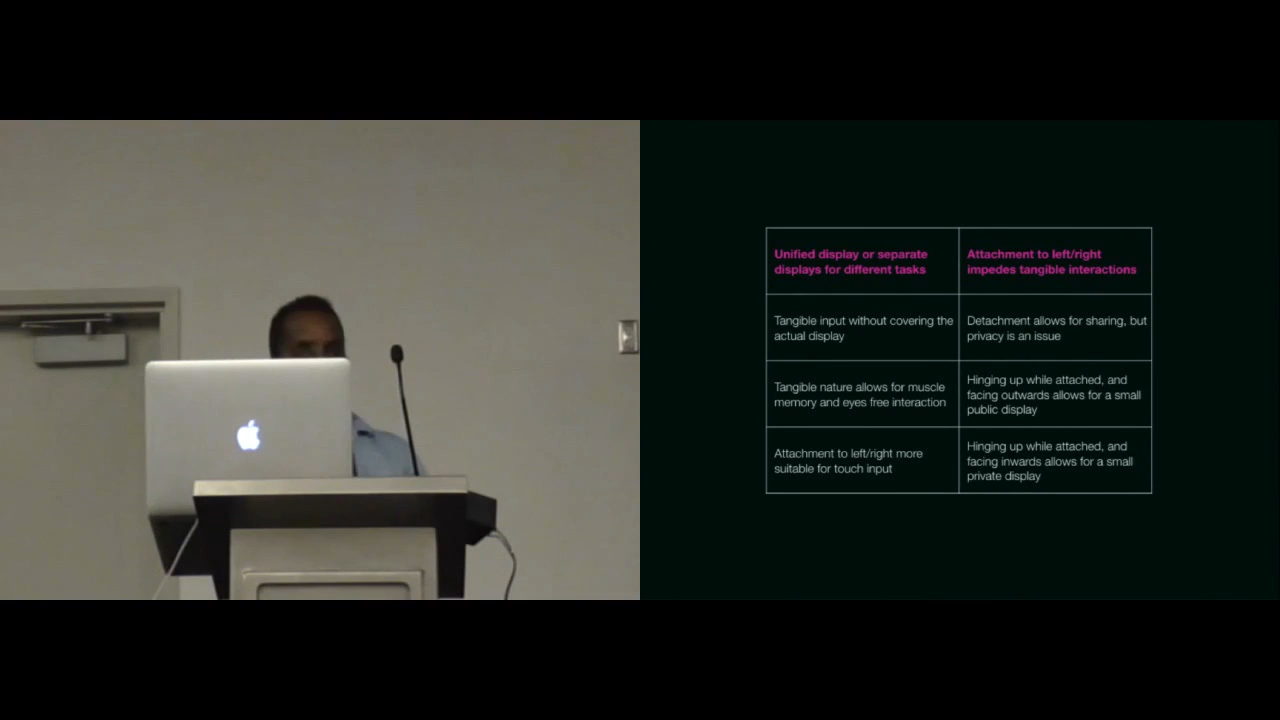 Unified display or separate
displays for different tasks
Attachment to left/right
impedes tangible interactions
Tangible input without covering the
actual display
Detachment allows for sharing, but
privacy is an issue
Tangible nature allows for muscle
memory and eyes free interaction
Hinging up while attached, and
facing outwards allows for a small
public display
Attachment to left/right more
suitable for touch input
Hinging up while attached, and
facing inwards allows for a small
private display